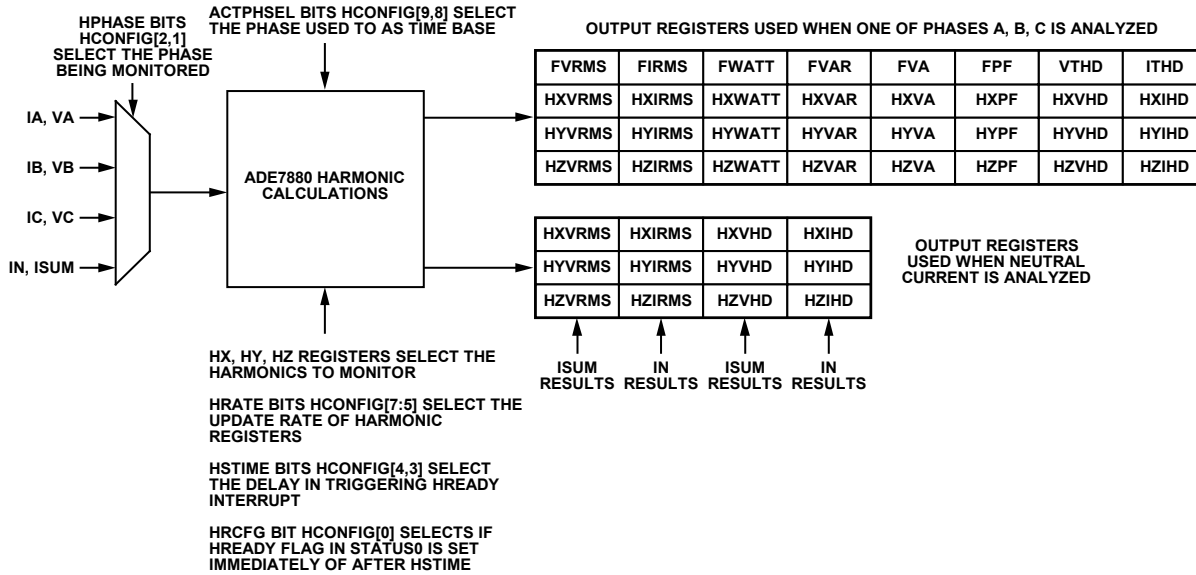 HPHASE BITS
HCONFIG[2,1]
SELECT THE PHASE
BEING MONITORED
ACTPHSEL BITS HCONFIG[9,8] SELECT
THE PHASE USED TO AS TIME BASE
IA, VA
IB, VB
IC, VC
IN, ISUM
ADE7880 HARMONIC
CALCULATIONS
OUTPUT REGISTERS USED WHEN ONE OF PHASES A, B, C IS ANALYZED
FVRMS FIRMS FWATT FVAR FVA FPF VTHD ITHD
HXVRMS HXIRMS HXWATT HXVAR HXVA HXPF HXVHD HXIHD
HYVRMS HYIRMS HYWATT HYVAR HYVA HYPF HYVHD HYIHD
HZVRMS HZIRMS HZWATT HZVAR HZVA HZPF HZVHD HZIHD
HXVRMS HXIRMS HXVHD HXIHD
HYVRMS HYIRMS HYVHD HYIHD
HZVRMS HZIRMS HZVHD HZIHD
OUTPUT REGISTERS
USED WHEN NEUTRAL
CURRENT IS ANALYZED
ISUM
RESULTS
IN
RESULTS
ISUM
RESULTS
IN
RESULTS
HX, HY, HZ REGISTERS SELECT THE
HARMONICS TO MONITOR
HRATE BITS HCONFIG[7:5] SELECT THE
UPDATE RATE OF HARMONIC
REGISTERS
HSTIME BITS HCONFIG[4,3] SELECT
THE DELAY IN TRIGGERING HREADY
INTERRUPT
HRCFG BIT HCONFIG[0] SELECTS IF
HREADY FLAG IN STATUS0 IS SET
IMMEDIATELY OF AFTER HSTIME